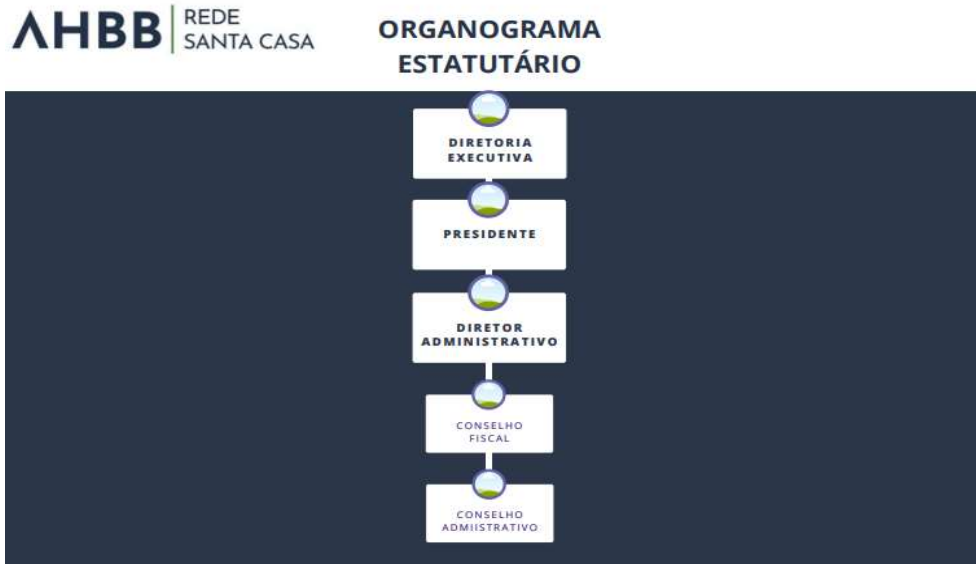 AHBB REDE
SANTA CASA
ORGANOGRAMA
ESTATUTÁRIO
DIRETORIA
EXECUTIVA
PRESIDENTE
DIRETOR
ADMINISTRATIVO
CONSELHO
FISCAL
CONSELHO
ADMIISTRATIVO